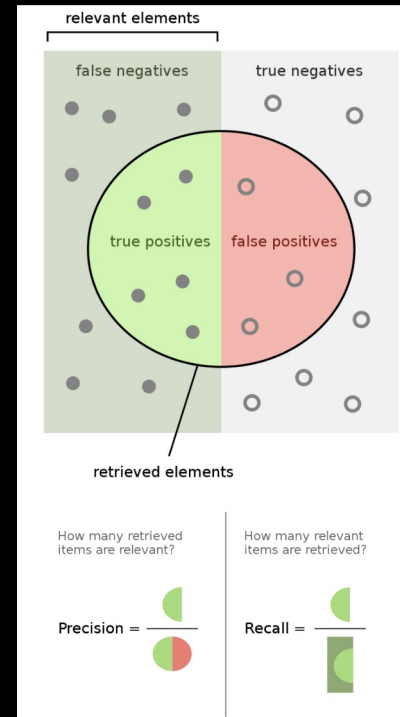 relevant elements
false negatives
true negatives
true positives
false positives
retrieved elements
How many retrieved
items are relevant?
How many relevant
items are retrieved?
Precision =
Recall =